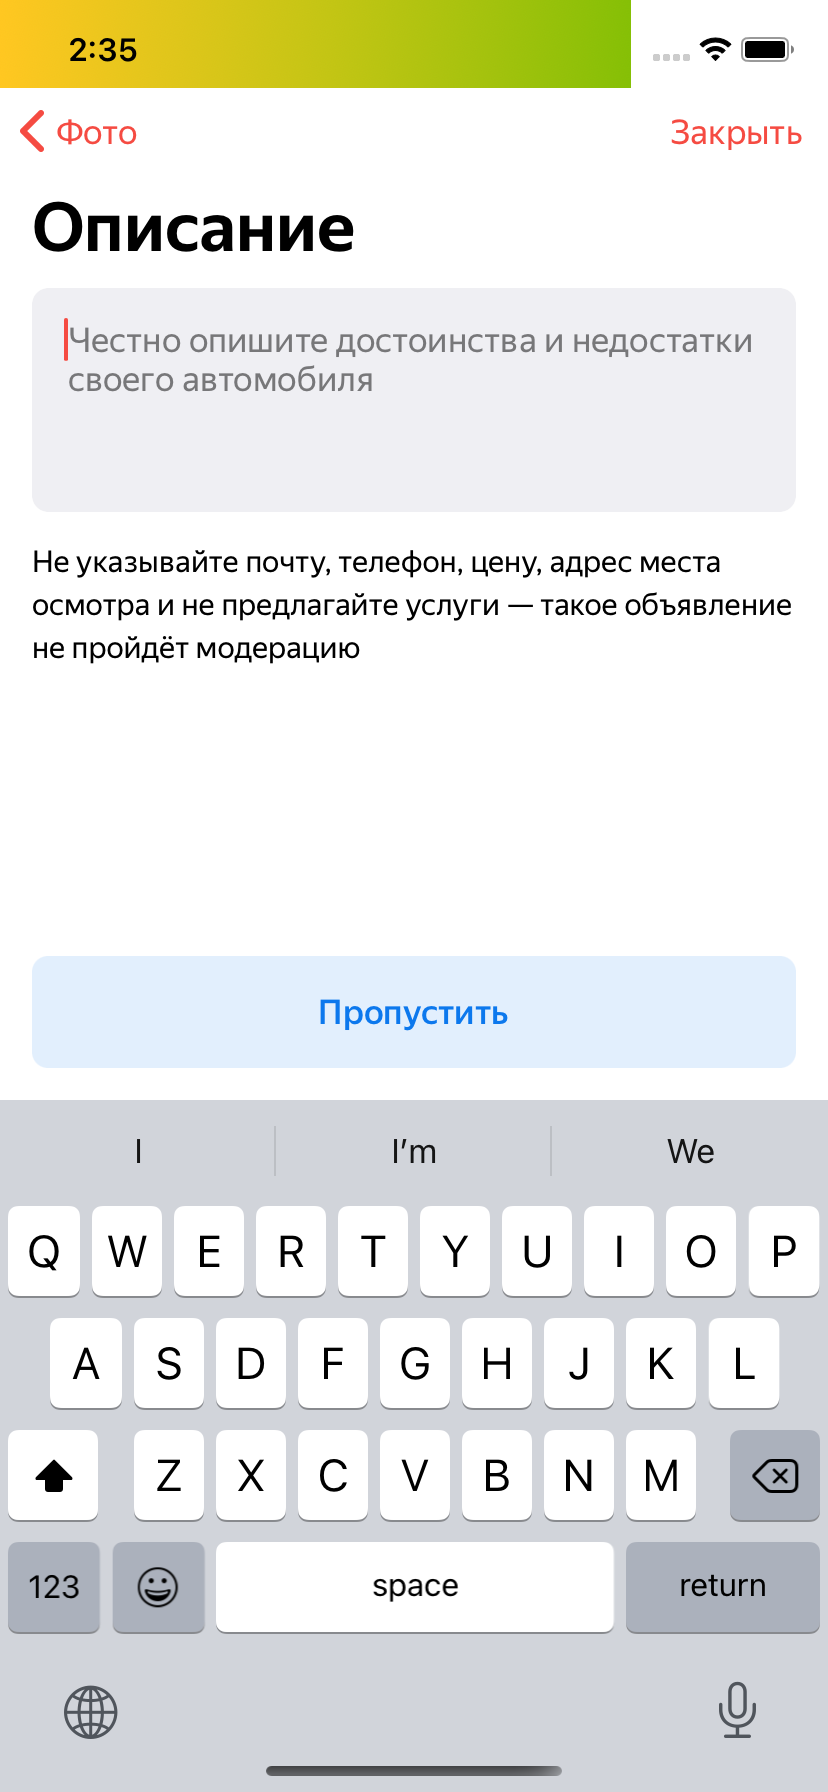 2:35
Фото
Закрыть
Описание
Честно опишите достоинства и недостатки
своего автомобиля
Не указывайте почту, телефон, цену, адрес места
осмотра и не предлагайте услуги — такое объявление
не пройдёт модерацию
Пропустить
I I'm We
Q W E R T Y U I O P
A S D F G H J K L
Z X C V B N M
123 space return